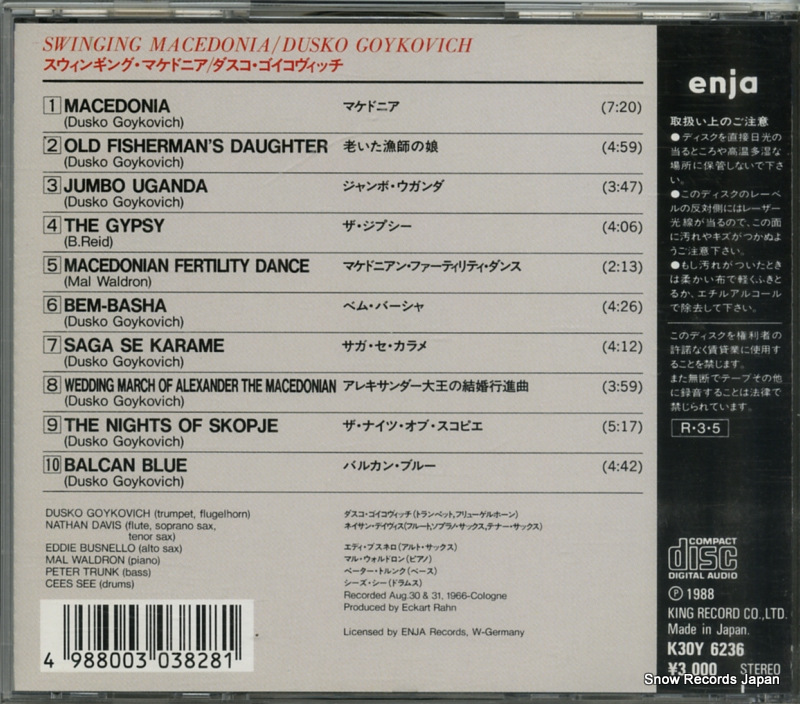 SWINGING MACEDONIA/DUSKO GOYKOVICH
スウィンギング・マケドニア/ダスコ・ゴイコヴィッチ
1 MACEDONIA マケドニア (7:20)
(Dusko Goykovich)
2 OLD FISHERMAN'S DAUGHTER 老いた漁師の娘 (4:59)
(Dusko Goykovich)
3 JUMBO UGANDA ジャンボ・ウガンダ (3:47)
(Dusko Goykovich)
4 THE GYPSY ザ・ジプシー (4:06)
(B.Reid)
5 MACEDONIAN FERTILITY DANCE マケドニアン・ファーティリティ・ダンス (2:13)
(Mal Waldron)
6 BEM-BASHA ベム・バーシャ (4:26)
(Dusko Goykovich)
7 SAGA SE KARAME サガ・セ・カラメ (4:12)
(Dusko Goykovich)
8 WEDDING MARCH OF ALEXANDER THE MACEDONIAN アレキサンダー大王の結婚行進曲 (3:59)
(Dusko Goykovich)
9 THE NIGHTS OF SKOPJE ザ・ナイツ・オブ・スコピエ (5:17)
(Dusko Goykovich)
10 BALCAN BLUE バルカン・ブルー (4:42)
(Dusko Goykovich)
DUSKO GOYKOVICH (trumpet, flugelhorn) ダスコ・ゴイコヴィッチ(トランペット,フリューゲルホーン)
NATHAN DAVIS (flute, soprano sax, ネイサン・デイヴィス(フルート,ソプラノ・サックス,テナー・サックス)
tenor sax)
EDDIE BUSNELLO (alto sax) エディ・ブスネロ(アルト・サックス)
MAL WALDRON (piano) マル・ウォルドロン(ピアノ)
PETER TRUNK (bass) ペーター・トルンク(ベース)
CEES SEE (drums) シーズ・シー(ドラムス)
Recorded Aug.30 & 31, 1966-Cologne
Produced by Eckart Rahn
Licensed by ENJA Records, W-Germany
4 988003 038281
enja
取扱い上のご注意
●ディスクを直接日光の
当るところや高温多湿な
場所に保管しないで下さ
い。
●このディスクのレーベ
ルの反対側にはレーザー
光線が当るので、この面
に汚れやキズがつかぬよ
うご注意下さい。
●もし汚れがついたとき
は柔かい布で軽くふきと
るか、エチルアルコール
で除去して下さい。
このディスクを権利者の
許諾なく賃貸業に使用す
ることを禁じます。
また無断でテープその他
に録音することは法律で
禁じられています。
R・3・5
COMPACT
disc
DIGITAL AUDIO
Ⓟ 1988
KING RECORD CO.,LTD.
Made in Japan.
K30Y 6236
¥3,000 STEREO
Snow Records Japan